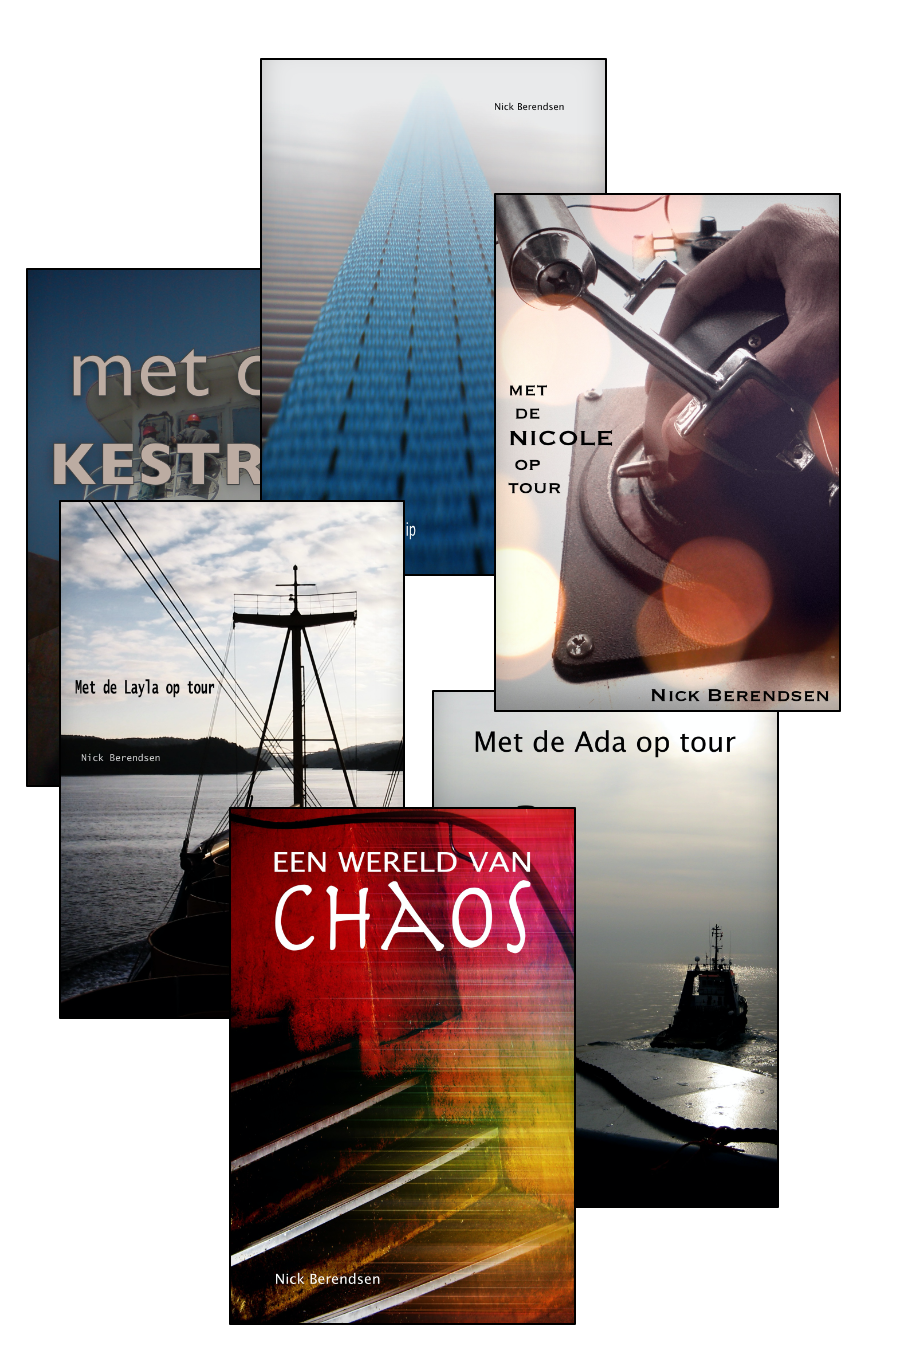 Nick Berendsen
ip
met
KESTR
MET
DE
NICOLE
OP
TOUR
NICK BERENDSEN
Met de Layla op tour
Nick Berendsen
Met de Ada op tour
EEN WERELD VAN
CHAOS
Nick Berendsen